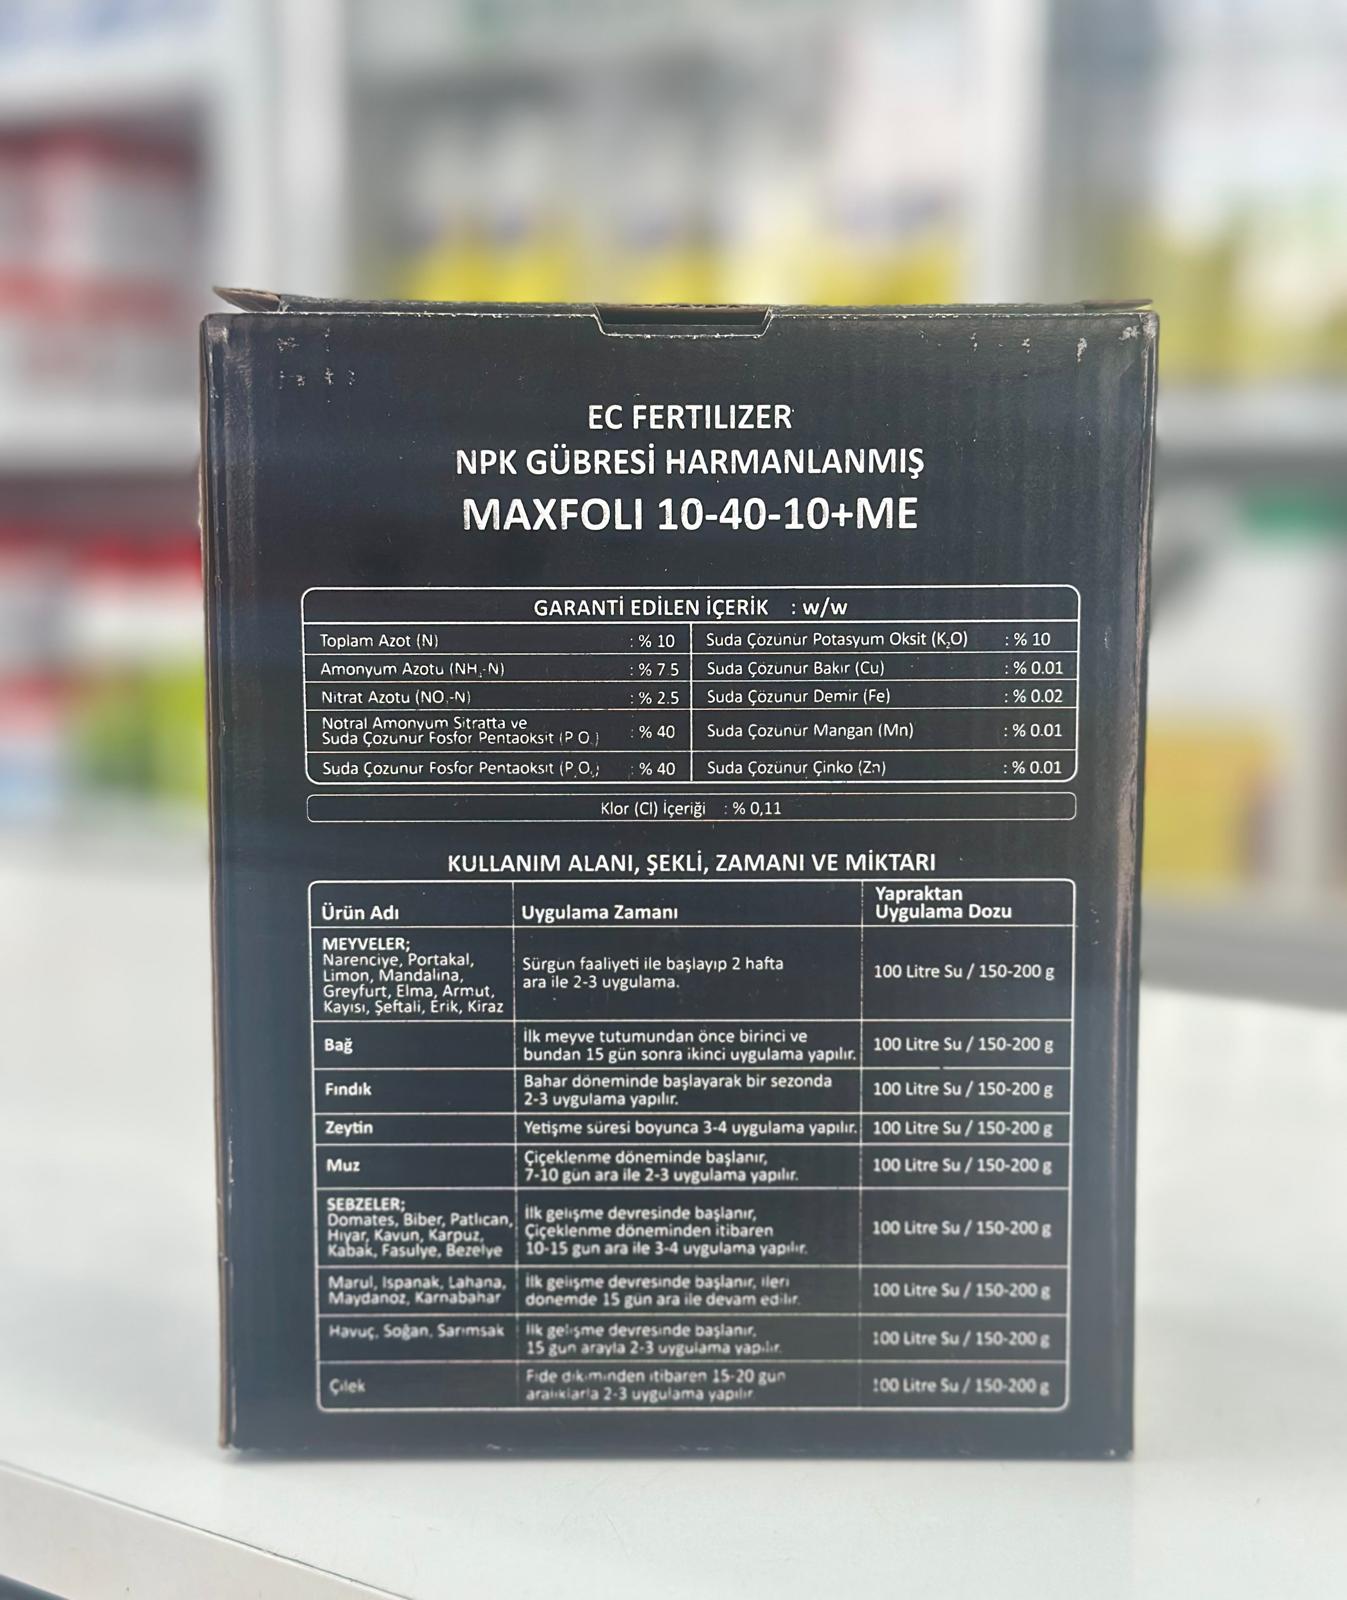 EC FERTILIZER
NPK GÜBRESİ HARMANLANMIŞ
MAXFOLI 10-40-10+ME
GARANTİ EDİLEN İÇERİK : w/w
Toplam Azot (N) : % 10
Suda Çözünür Potasyum Oksit (K₂O) : % 10
Amonyum Azotu (NH₄-N) : % 7.5
Suda Çözünür Bakır (Cu) : % 0.01
Nitrat Azotu (NO₃-N) : % 2.5
Suda Çözünür Demir (Fe) : % 0.02
Notral Amonyum Sitratta ve
Suda Çözünür Fosfor Pentaoksit (P₂O₅) : % 40
Suda Çözünür Mangan (Mn) : % 0.01
Suda Çözünür Fosfor Pentaoksit (P₂O₅) : % 40
Suda Çözünür Çinko (Zn) : % 0.01
Klor (Cl) İçeriği : % 0,11
KULLANIM ALANI, ŞEKLİ, ZAMANI VE MİKTARI
Ürün Adı
Uygulama Zamanı
Yapraktan
Uygulama Dozu
MEYVELER;
Narenciye, Portakal,
Limon, Mandalina,
Greyfurt, Elma, Armut,
Kayısı, Şeftali, Erik, Kiraz
Sürgün faaliyeti ile başlayıp 2 hafta
ara ile 2-3 uygulama.
100 Litre Su / 150-200 g
Bağ
İlk meyve tutumundan önce birinci ve
bundan 15 gün sonra ikinci uygulama yapılır.
100 Litre Su / 150-200 g
Fındık
Bahar döneminde başlayarak bir sezonda
2-3 uygulama yapılır.
100 Litre Su / 150-200 g
Zeytin
Yetişme süresi boyunca 3-4 uygulama yapılır.
100 Litre Su / 150-200 g
Muz
Çiçeklenme döneminde başlanır,
7-10 gün ara ile 2-3 uygulama yapılır.
100 Litre Su / 150-200 g
SEBZELER;
Domates, Biber, Patlıcan,
Hıyar, Kavun, Karpuz,
Kabak, Fasulye, Bezelye
İlk gelişme devresinde başlanır,
Çiçeklenme döneminden itibaren
10-15 gün ara ile 3-4 uygulama yapılır.
100 Litre Su / 150-200 g
Marul, Ispanak, Lahana,
Maydanoz, Karnabahar
İlk gelişme devresinde başlanır, ileri
dönemde 15 gün ara ile devam edilir.
100 Litre Su / 150-200 g
Havuç, Soğan, Sarımsak
İlk gelişme devresinde başlanır,
15 gün arayla 2-3 uygulama yapılır.
100 Litre Su / 150-200 g
Çilek
Fide dikiminden itibaren 15-20 gün
aralıklarla 2-3 uygulama yapılır
100 Litre Su / 150-200 g